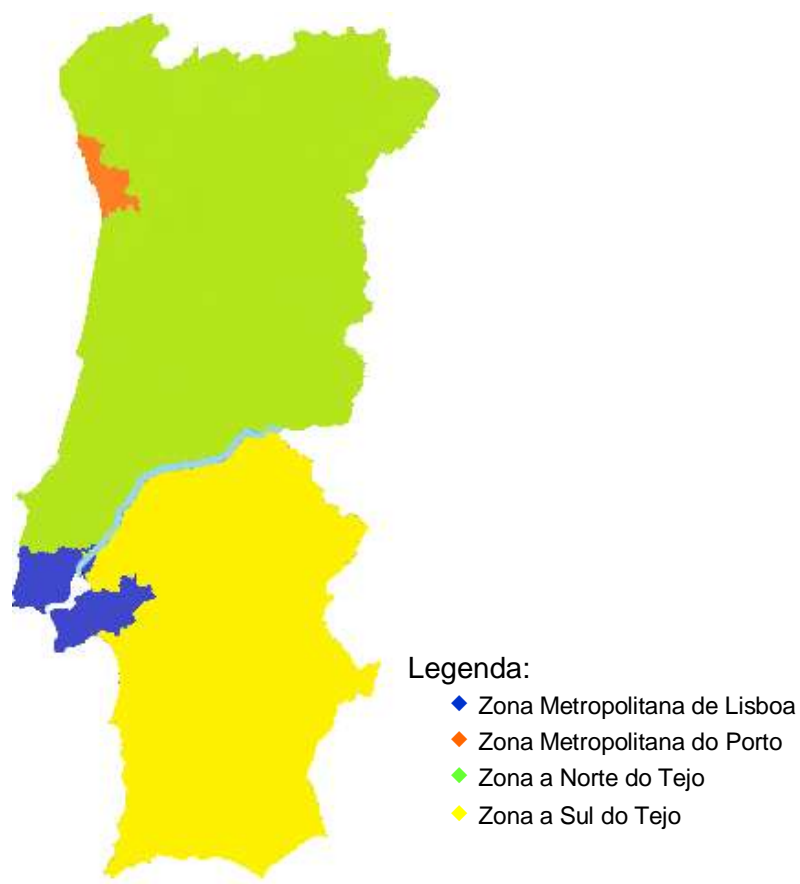 Legenda:
Zona Metropolitana de Lisboa
Zona Metropolitana do Porto
Zona a Norte do Tejo
Zona a Sul do Tejo